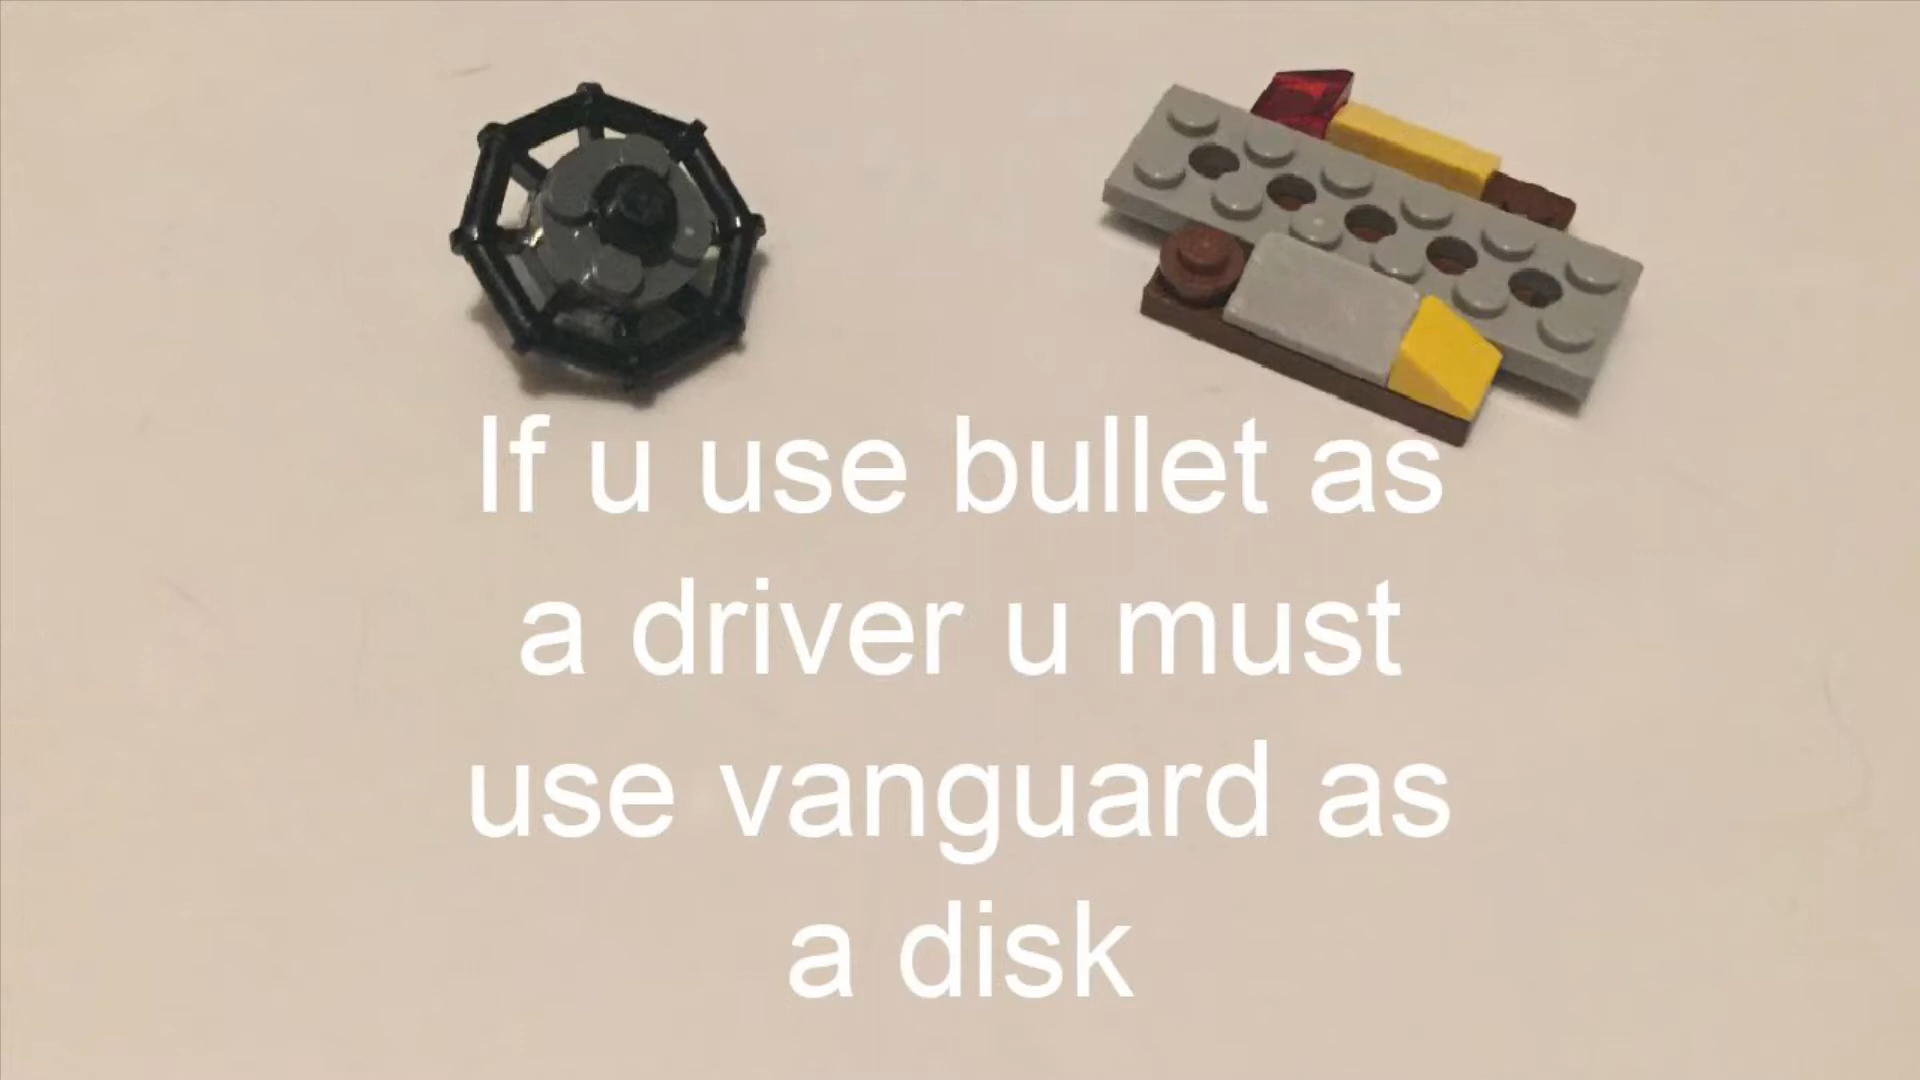 If u use bullet as
a driver u must
use vanguard as
a disk